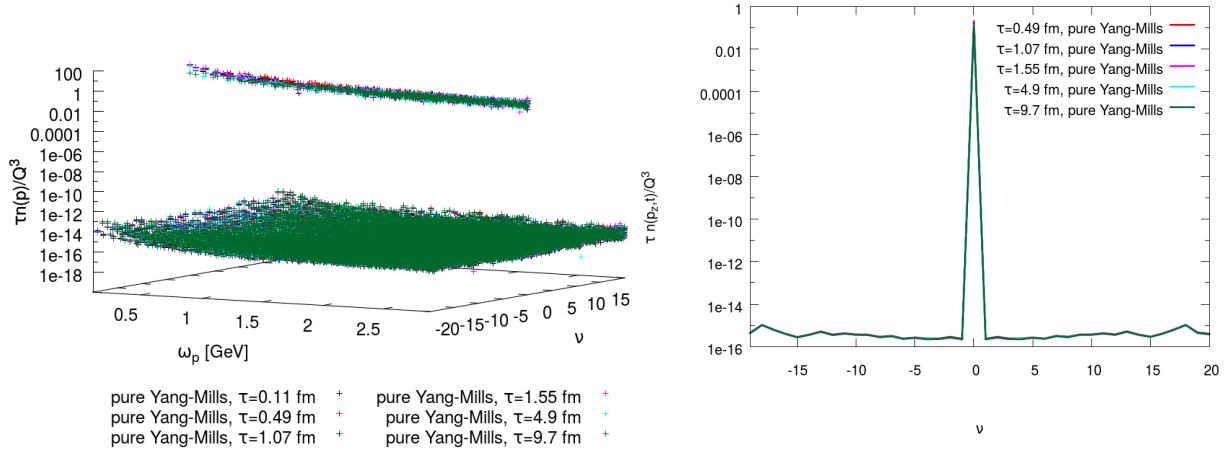 100
1
0.01
0.0001
1e-06
1e-08
1e-10
1e-12
1e-14
1e-16
1e-18
τn(p)/Q³
0.5
1
1.5
2
2.5
ω_p [GeV]
-20
-15
-10
-5
0
5
10
15
ν
pure Yang-Mills, τ=0.11 fm
pure Yang-Mills, τ=0.49 fm
pure Yang-Mills, τ=1.07 fm
pure Yang-Mills, τ=1.55 fm
pure Yang-Mills, τ=4.9 fm
pure Yang-Mills, τ=9.7 fm
1
0.01
0.0001
1e-06
1e-08
1e-10
1e-12
1e-14
1e-16
τ n(p_z,t)/Q³
τ=0.49 fm, pure Yang-Mills
τ=1.07 fm, pure Yang-Mills
τ=1.55 fm, pure Yang-Mills
τ=4.9 fm, pure Yang-Mills
τ=9.7 fm, pure Yang-Mills
-15
-10
-5
0
5
10
15
20
ν